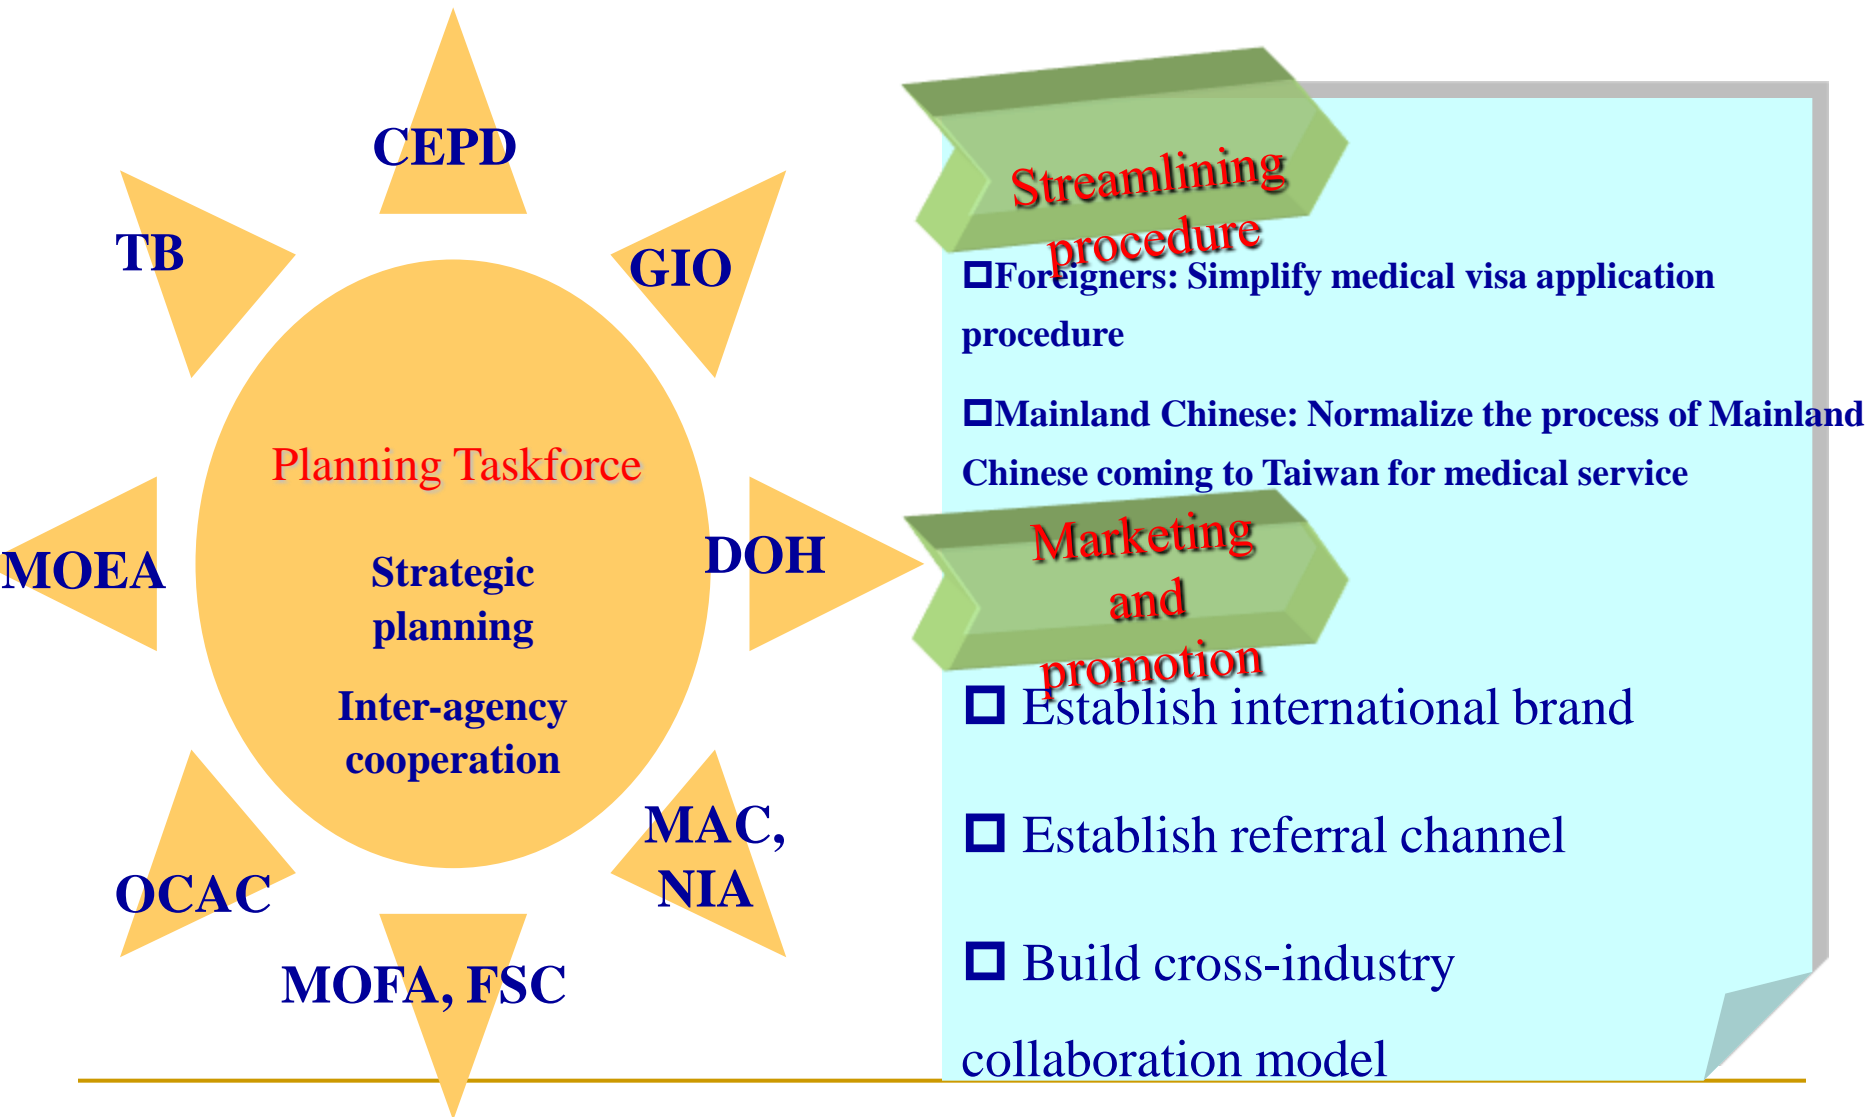 CEPD
TB
GIO
Planning Taskforce
MOEA
DOH
Strategic
planning
Inter-agency
cooperation
OCAC
MAC,
NIA
MOFA, FSC
Streamlining
procedure
Foreigners: Simplify medical visa application
procedure
Mainland Chinese: Normalize the process of Mainland
Chinese coming to Taiwan for medical service
Marketing
and
promotion
Establish international brand
Establish referral channel
Build cross-industry
collaboration model